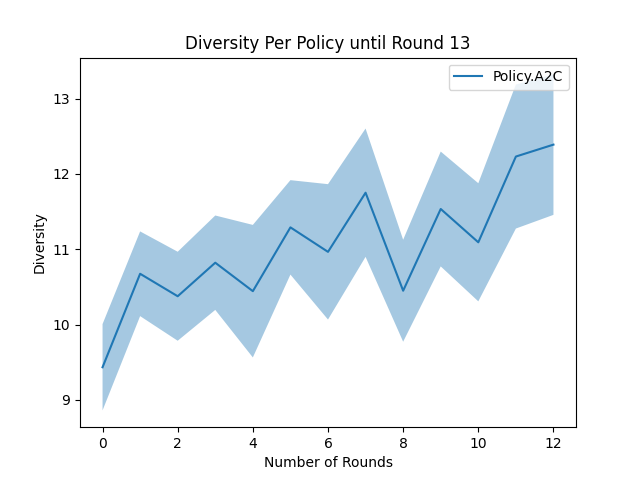 Diversity Per Policy until Round 13
Policy.A2C
13
12
11
10
9
Diversity
0 2 4 6 8 10 12
Number of Rounds